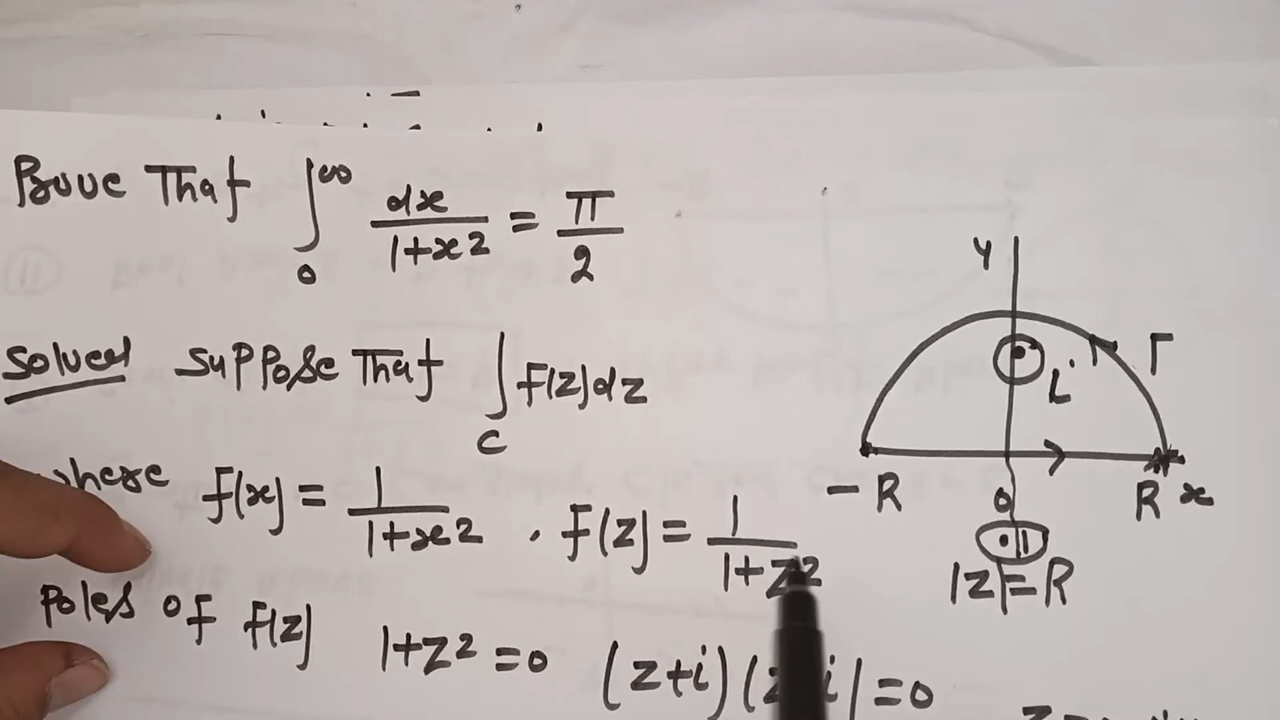 Prove That ∫₀^∞ dx/(1+x²) = π/2
Solved Suppose That ∫_C f(z)dz
where f(x) = 1/(1+x²) . f(z) = 1/(1+z²)
Poles of f(z) 1+z²=0 (z+i)(z-i)=0
y
Γ
i
-R 0 R x
|z|=R